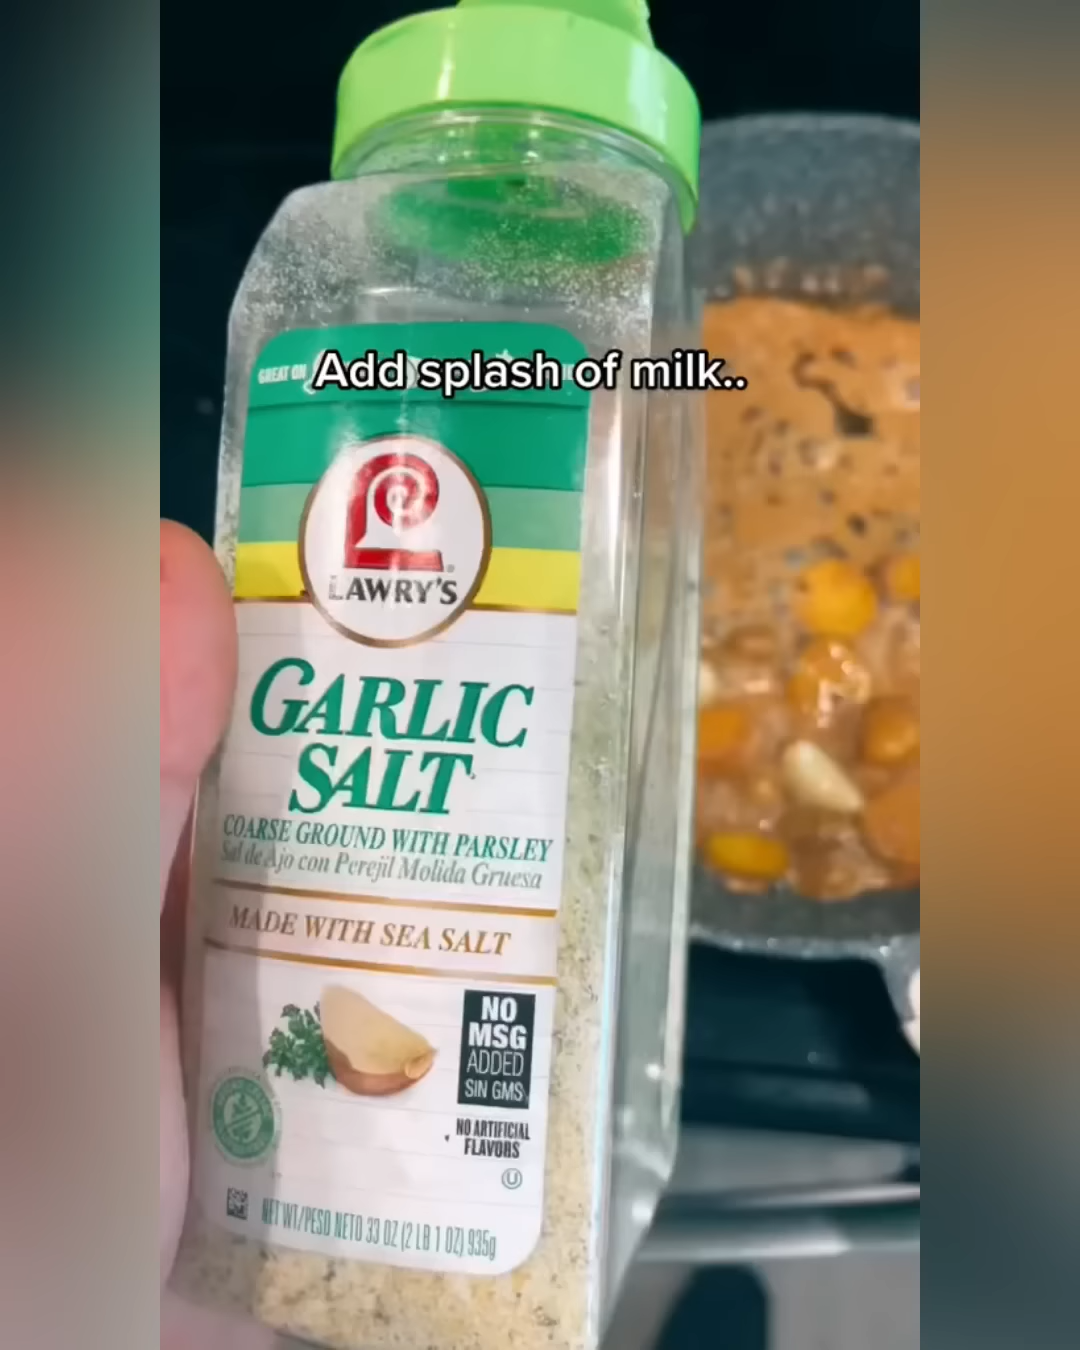 GREAT ON
Add splash of milk..
LAWRY'S
GARLIC
SALT
COARSE GROUND WITH PARSLEY
Sal de Ajo con Perejil Molida Gruesa
MADE WITH SEA SALT
NO
MSG
ADDED
SIN GMS
NO ARTIFICIAL
FLAVORS
U
NET WT/PESO NETO 33 OZ (2 LB 1 OZ) 935g